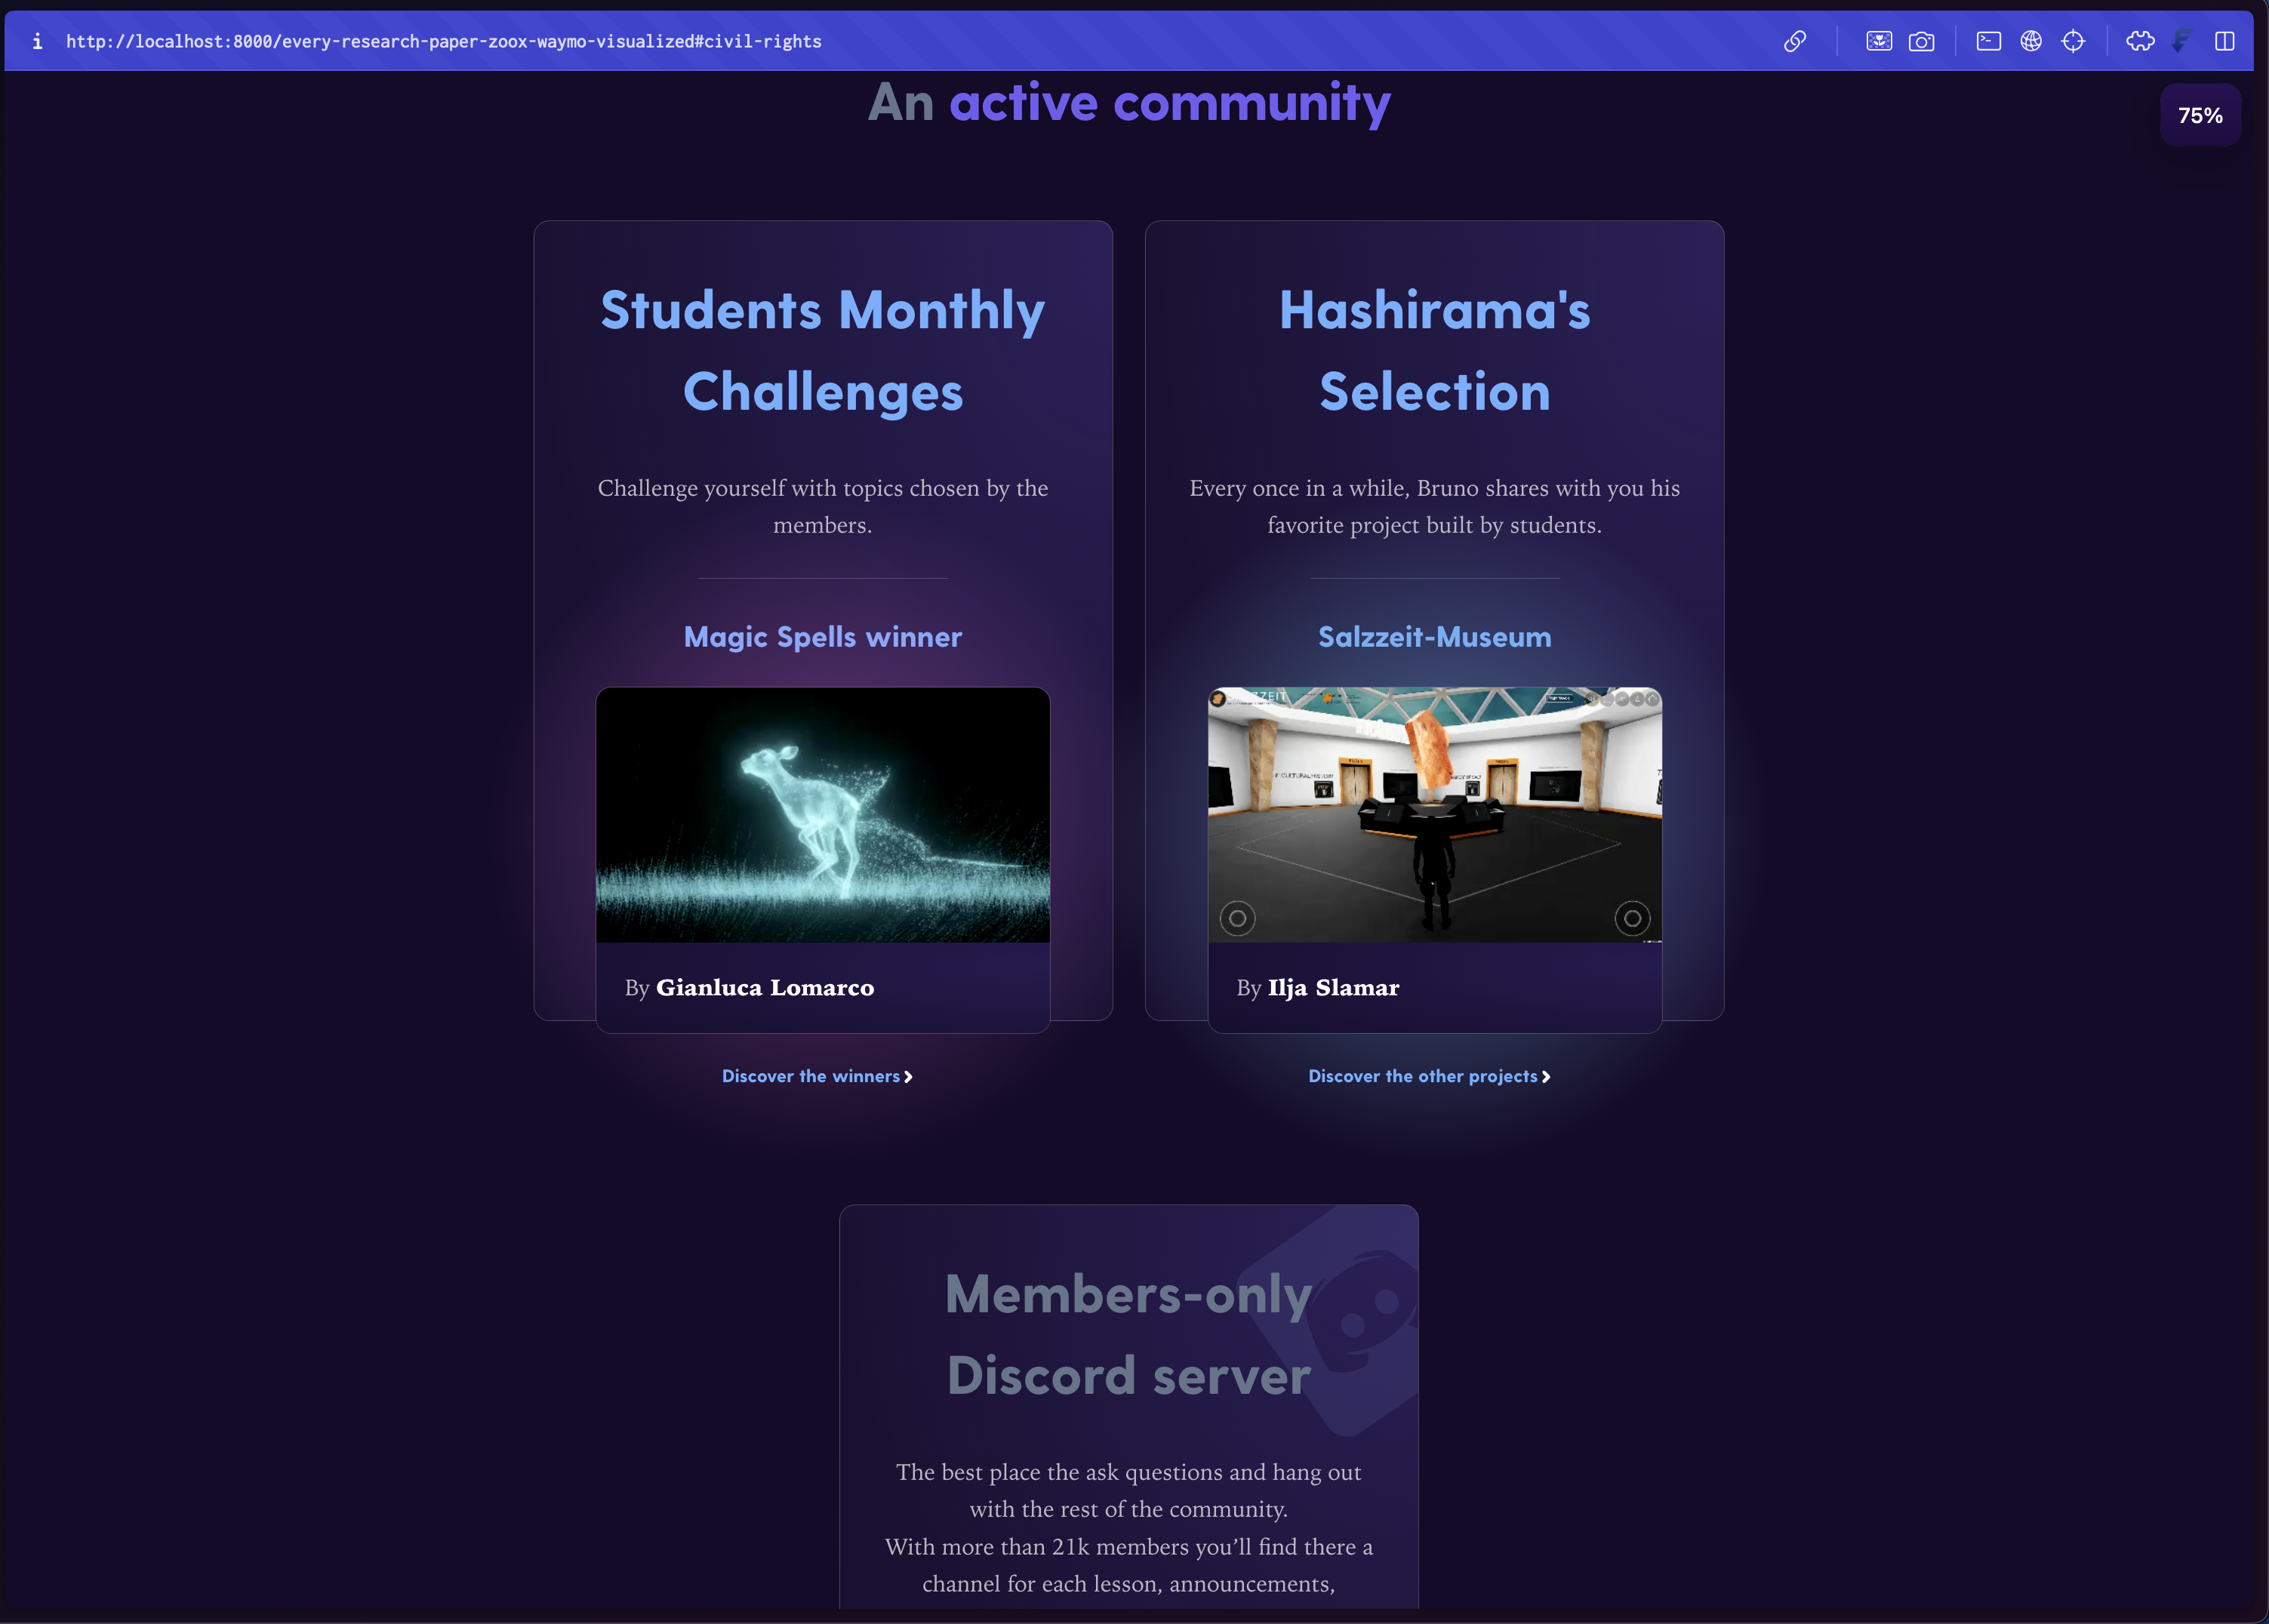 i http://localhost:8000/every-research-paper-zoox-waymo-visualized#civil-rights
An active community
75%
Students Monthly
Challenges
Challenge yourself with topics chosen by the
members.
Magic Spells winner
By Gianluca Lomarco
Discover the winners
Hashirama's
Selection
Every once in a while, Bruno shares with you his
favorite project built by students.
Salzzeit-Museum
By Ilja Slamar
Discover the other projects
Members-only
Discord server
The best place the ask questions and hang out
with the rest of the community.
With more than 21k members you’ll find there a
channel for each lesson, announcements,